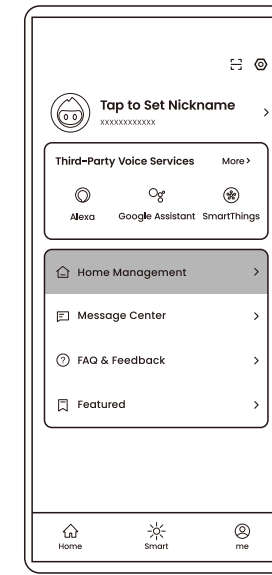 Tap to Set Nickname
xxxxxxxxxxxx
Third-Party Voice Services More
Alexa Google Assistant SmartThings
Home Management
Message Center
FAQ & Feedback
Featured
Home Smart me